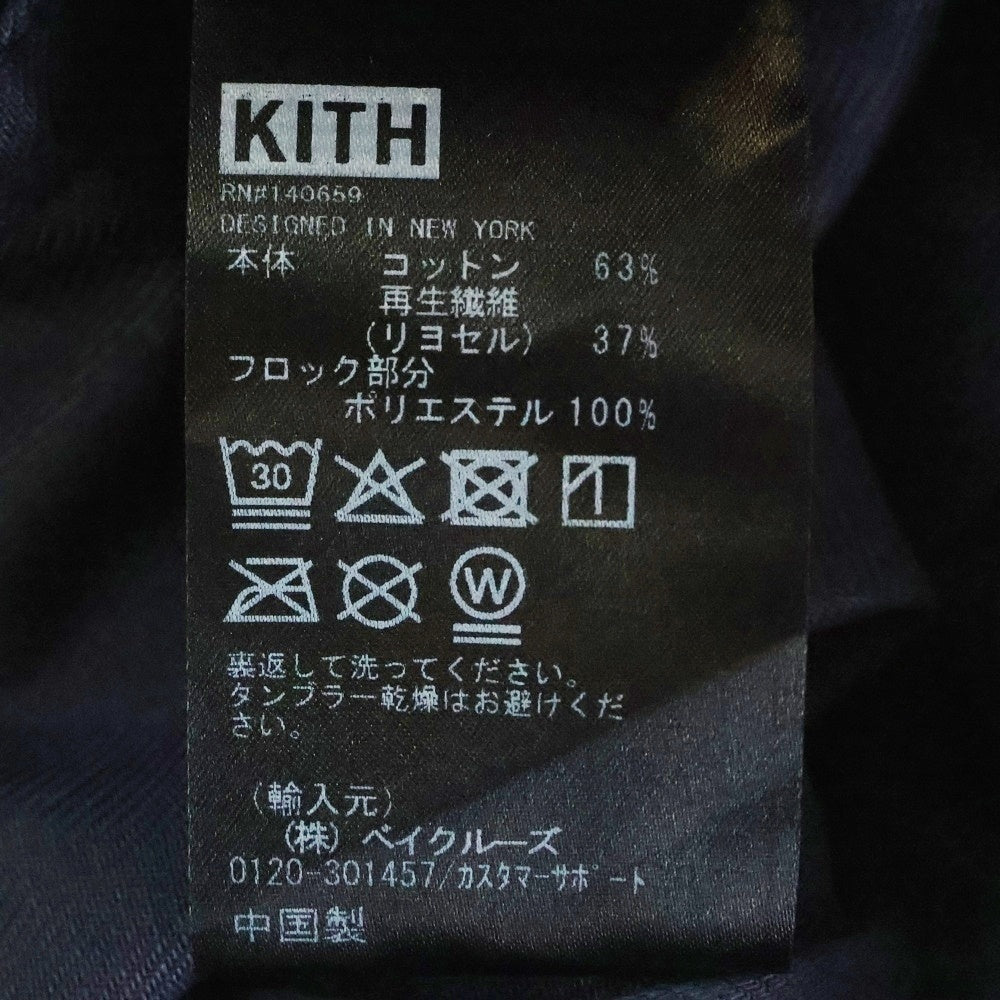 KITH
RN#140659
DESIGNED IN NEW YORK
本体 コットン 63%
再生繊維
(リヨセル) 37%
フロック部分
ポリエステル 100%
30
W
裏返して洗ってください。
タンブラー乾燥はお避けくだ
さい。
(輸入元)
(株) ベイクルーズ
0120-301457/カスタマーサポート
中国製